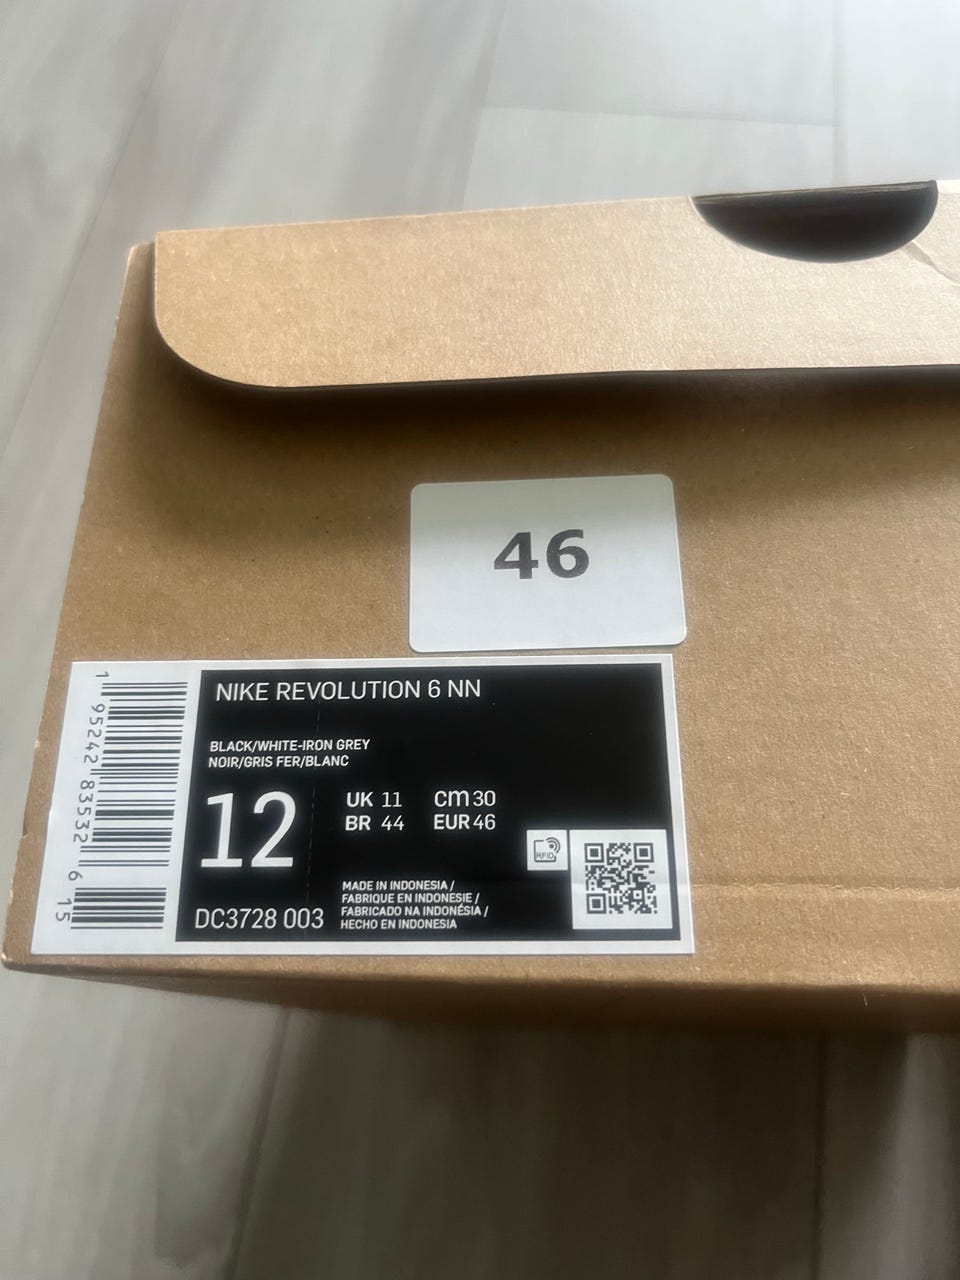 46
NIKE REVOLUTION 6 NN
BLACK/WHITE-IRON GREY
NOIR/GRIS FER/BLANC
12
UK 11 cm 30
BR 44 EUR 46
RFID
DC3728 003
MADE IN INDONESIA /
FABRIQUE EN INDONESIE /
FABRICADO NA INDONÉSIA /
HECHO EN INDONESIA
1 95242 83532 6 15